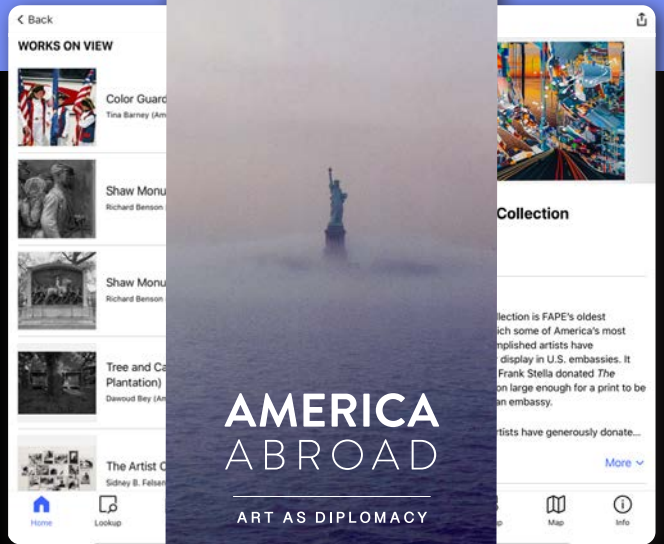 Back
WORKS ON VIEW
Color Guard
Tina Barney (Am
Shaw Monu
Richard Benson
Shaw Monu
Richard Benson
Tree and Ca
Plantation)
Dawoud Bey (Am
The Artist C
Sidney B. Felsen
Home
Lookup
AMERICA
ABROAD
ART AS DIPLOMACY
Collection
llection is FAPE's oldest
ich some of America's most
mplished artists have
display in U.S. embassies. It
Frank Stella donated The
on large enough for a print to be
an embassy.
rtists have generously donate...
More
p
Map
Info